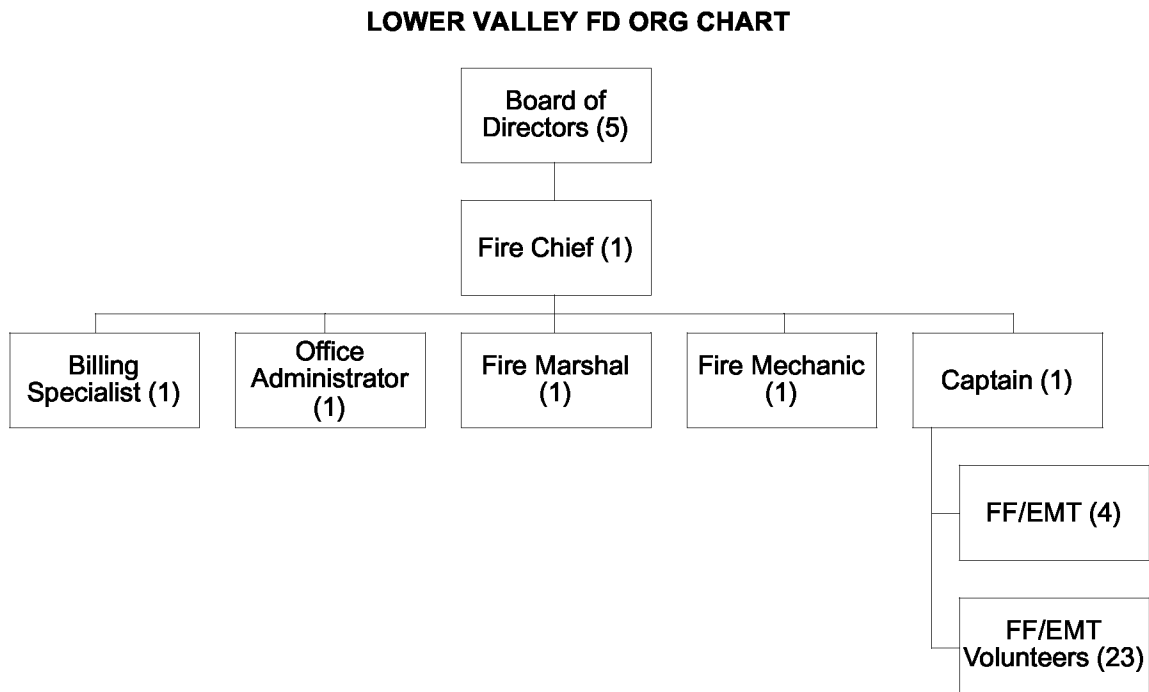 LOWER VALLEY FD ORG CHART
Board of
Directors (5)
Fire Chief (1)
Billing
Specialist (1)
Office
Administrator
(1)
Fire Marshal
(1)
Fire Mechanic
(1)
Captain (1)
FF/EMT (4)
FF/EMT
Volunteers (23)